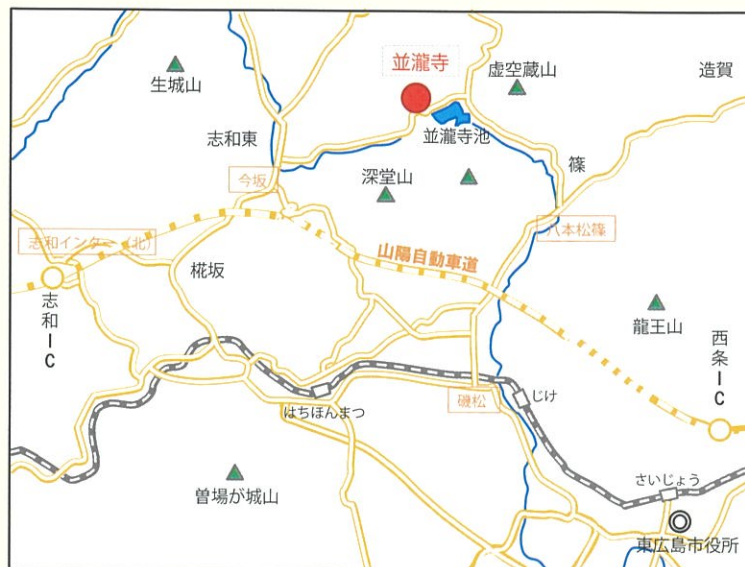 並瀧寺
虚空蔵山
造賀
生城山
志和東
並瀧寺池
篠
今坂
深堂山
八本松篠
志和インター（北）
山陽自動車道
椛坂
志和IC
龍王山
西条IC
じけ
はちほんまつ
磯松
さいじょう
曽場が城山
東広島市役所